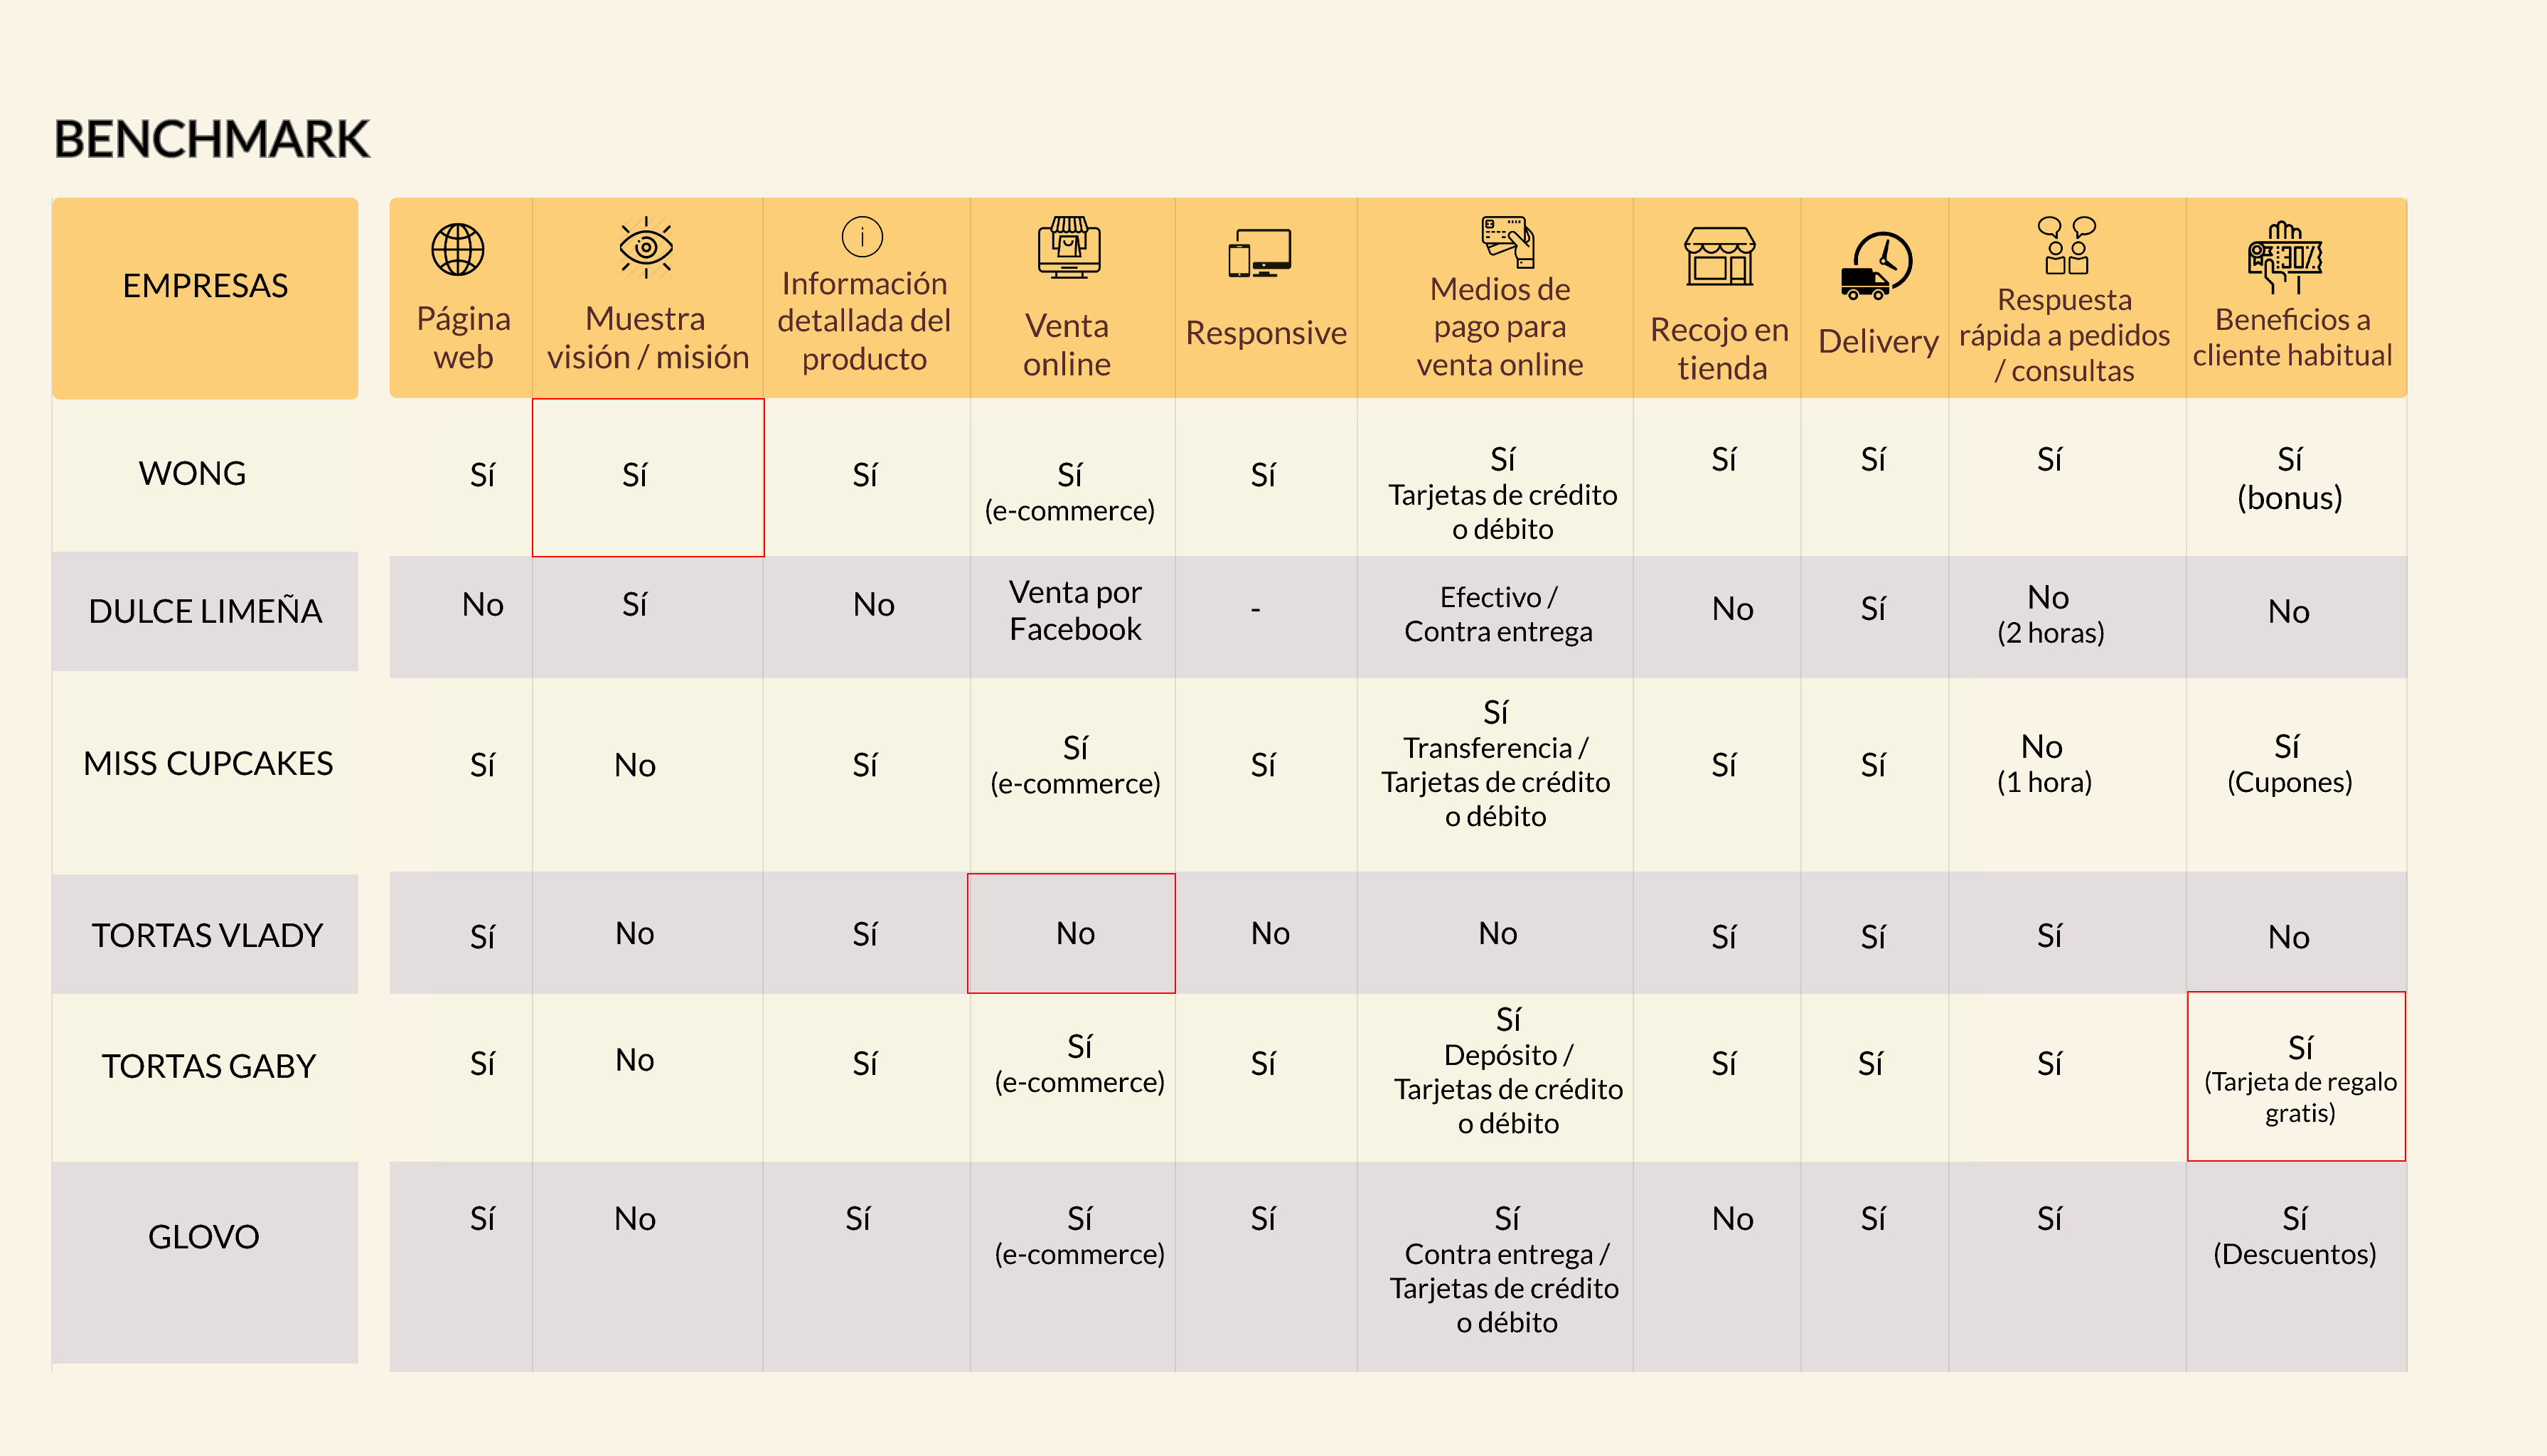 BENCHMARK
EMPRESAS
Página
web
Muestra
visión / misión
Información
detallada del
producto
Venta
online
Responsive
Medios de
pago para
venta online
Recojo en
tienda
Delivery
Respuesta
rápida a pedidos
/ consultas
30%
Beneficios a
cliente habitual
WONG
Sí
Sí
Sí
Sí
(e-commerce)
Sí
Sí
Tarjetas de crédito
o débito
Sí
Sí
Sí
Sí
(bonus)
DULCE LIMEÑA
No
Sí
No
Venta por
Facebook
-
Efectivo /
Contra entrega
No
Sí
No
(2 horas)
No
MISS CUPCAKES
Sí
No
Sí
Sí
(e-commerce)
Sí
Sí
Transferencia /
Tarjetas de crédito
o débito
Sí
Sí
No
(1 hora)
Sí
(Cupones)
TORTAS VLADY
Sí
No
Sí
No
No
No
Sí
Sí
Sí
No
TORTAS GABY
Sí
No
Sí
Sí
(e-commerce)
Sí
Sí
Depósito /
Tarjetas de crédito
o débito
Sí
Sí
Sí
Sí
(Tarjeta de regalo
gratis)
GLOVO
Sí
No
Sí
Sí
(e-commerce)
Sí
Sí
Contra entrega /
Tarjetas de crédito
o débito
No
Sí
Sí
Sí
(Descuentos)